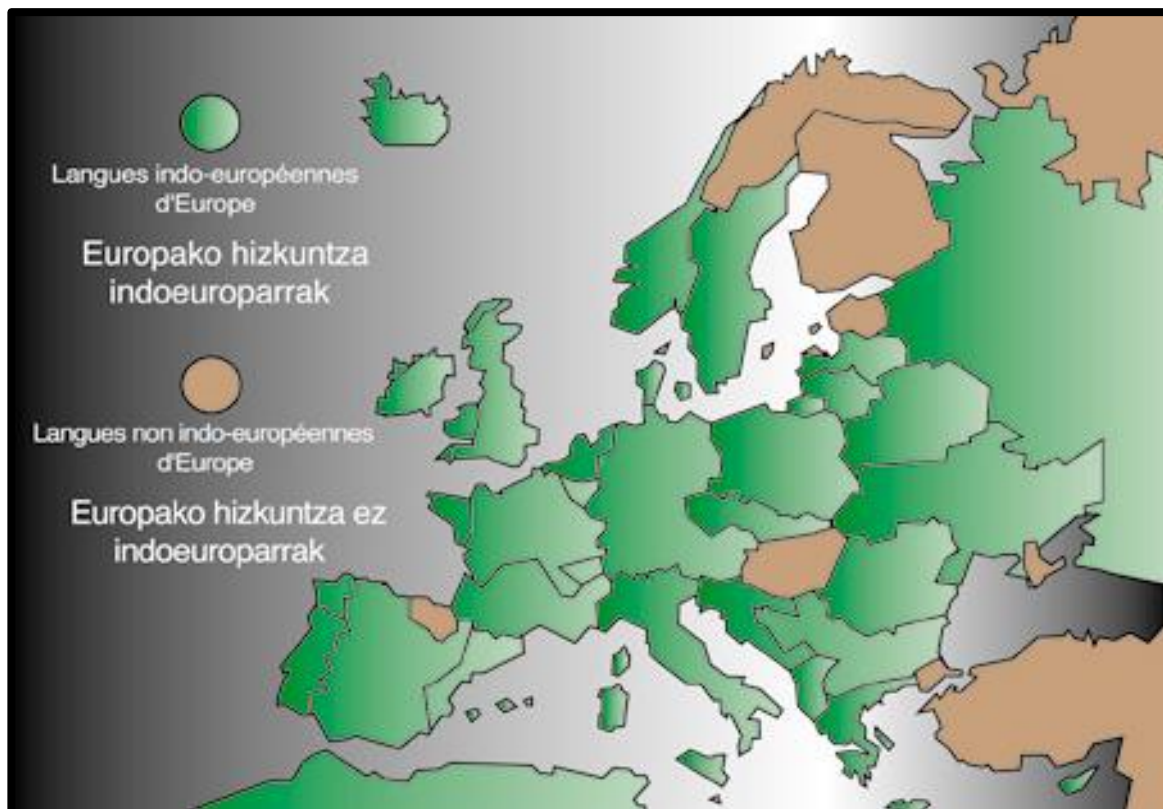 Langues indo-européennes
d'Europe
Europako hizkuntza
indoeuroparrak
Langues non indo-européennes
d'Europe
Europako hizkuntza ez
indoeuroparrak